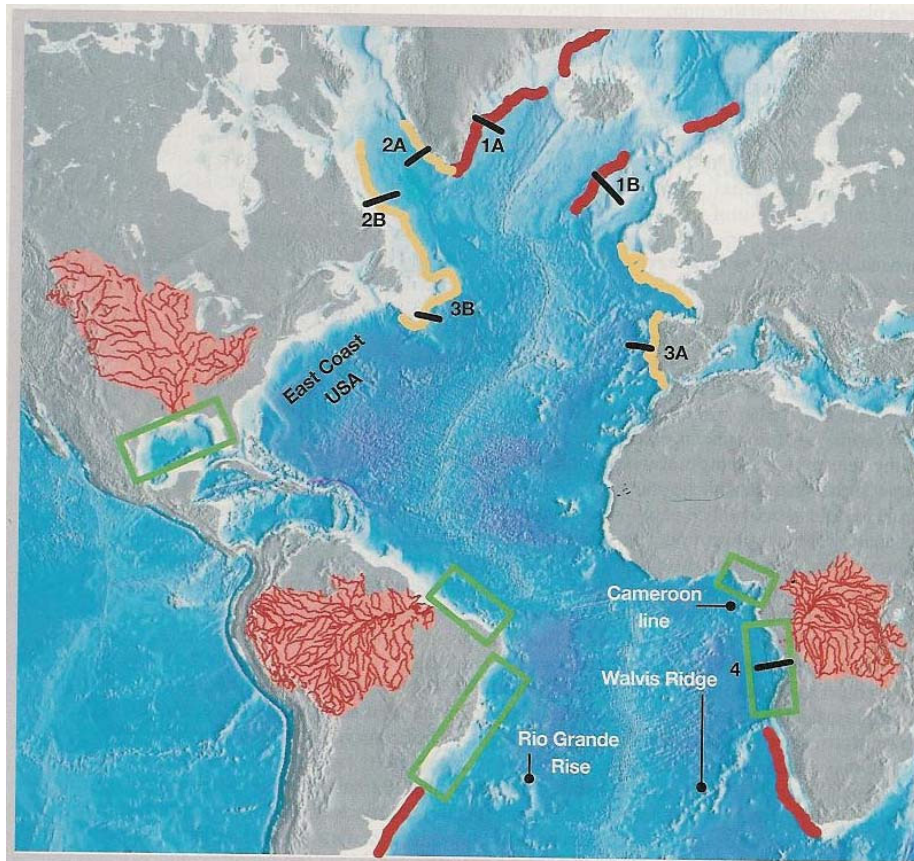 2A
1A
1B
2B
3B
3A
East Coast
USA
Cameroon
line
4
Walvis Ridge
Rio Grande
Rise